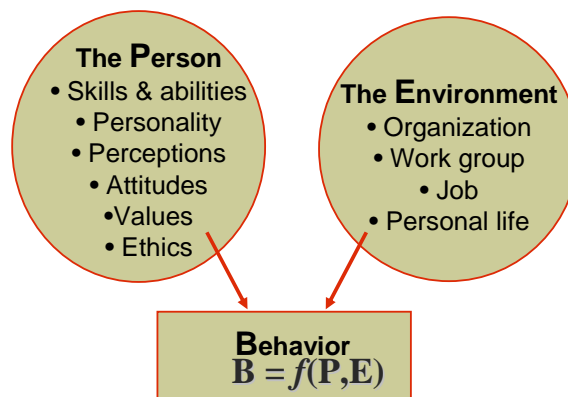 The Person
• Skills & abilities
• Personality
• Perceptions
• Attitudes
•Values
• Ethics
The Environment
• Organization
• Work group
• Job
• Personal life
Behavior
B = f(P,E)